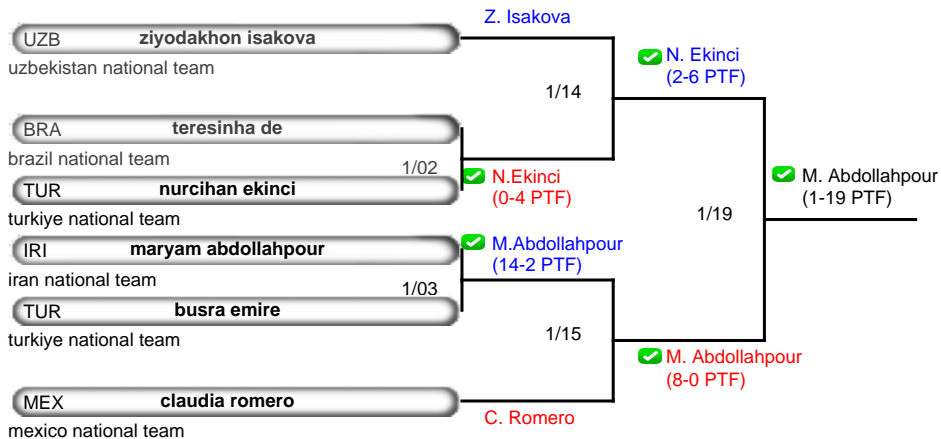 Z. Isakova
UZB ziyodakhon isakova
uzbekistan national team
N. Ekinci
(2-6 PTF)
1/14
BRA teresinha de
brazil national team
1/02
N.Ekinci
(0-4 PTF)
TUR nurcihan ekinci
turkiye national team
M. Abdollahpour
(1-19 PTF)
1/19
IRI maryam abdollahpour
iran national team
M.Abdollahpour
(14-2 PTF)
1/03
TUR busra emire
turkiye national team
1/15
M. Abdollahpour
(8-0 PTF)
MEX claudia romero
mexico national team
C. Romero